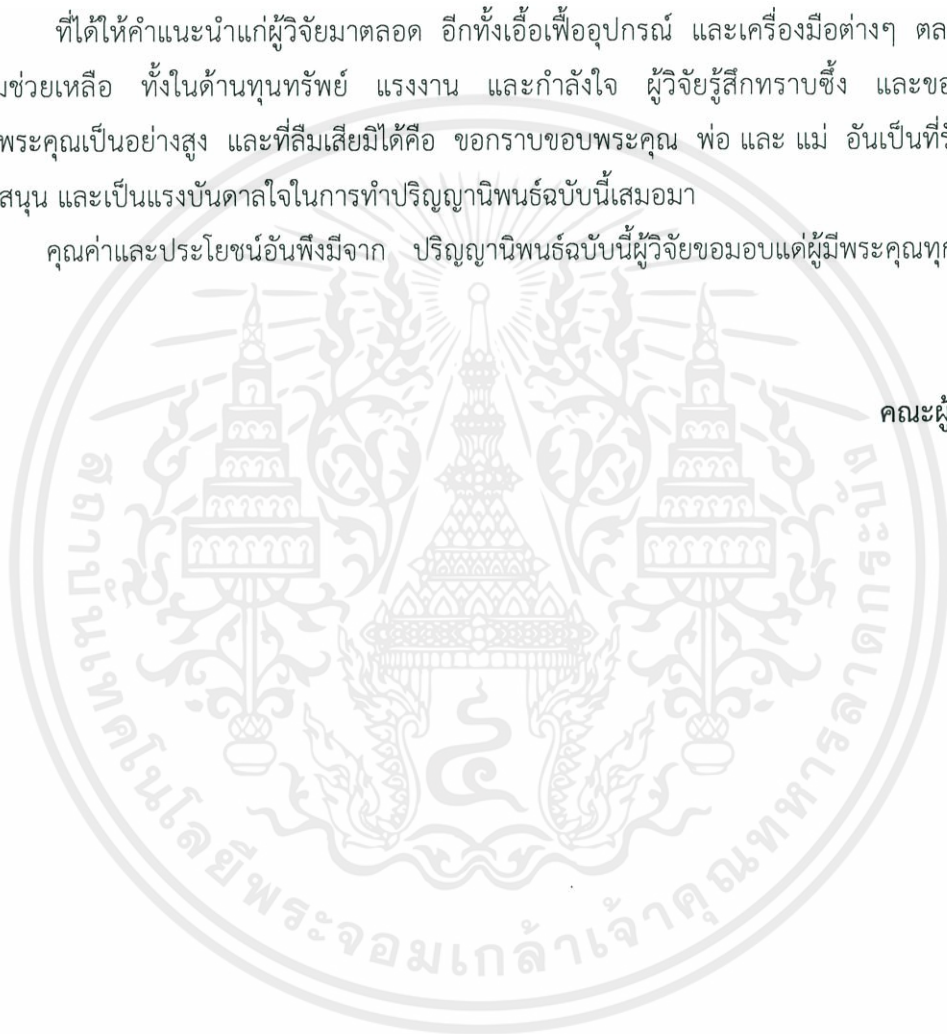 ที่ได้ให้คำแนะนำแก่ผู้วิจัยมาตลอด อีกทั้งเอื้อเฟื้ออุปกรณ์ และเครื่องมือต่างๆ ตล
มช่วยเหลือ ทั้งในด้านทุนทรัพย์ แรงงาน และกำลังใจ ผู้วิจัยรู้สึกทราบซึ้ง และขอ
พระคุณเป็นอย่างสูง และที่ลืมเสียมิได้คือ ขอกราบขอบพระคุณ พ่อ และ แม่ อันเป็นที่รั
สนุน และเป็นแรงบันดาลใจในการทำปริญญานิพนธ์ฉบับนี้เสมอมา
คุณค่าและประโยชน์อันพึงมีจาก ปริญญานิพนธ์ฉบับนี้ผู้วิจัยขอมอบแด่ผู้มีพระคุณทุก
คณะผู้
สถาบันเทคโนโลยีพระจอมเกล้าเจ้าคุณทหารลาดกระบัง
๔